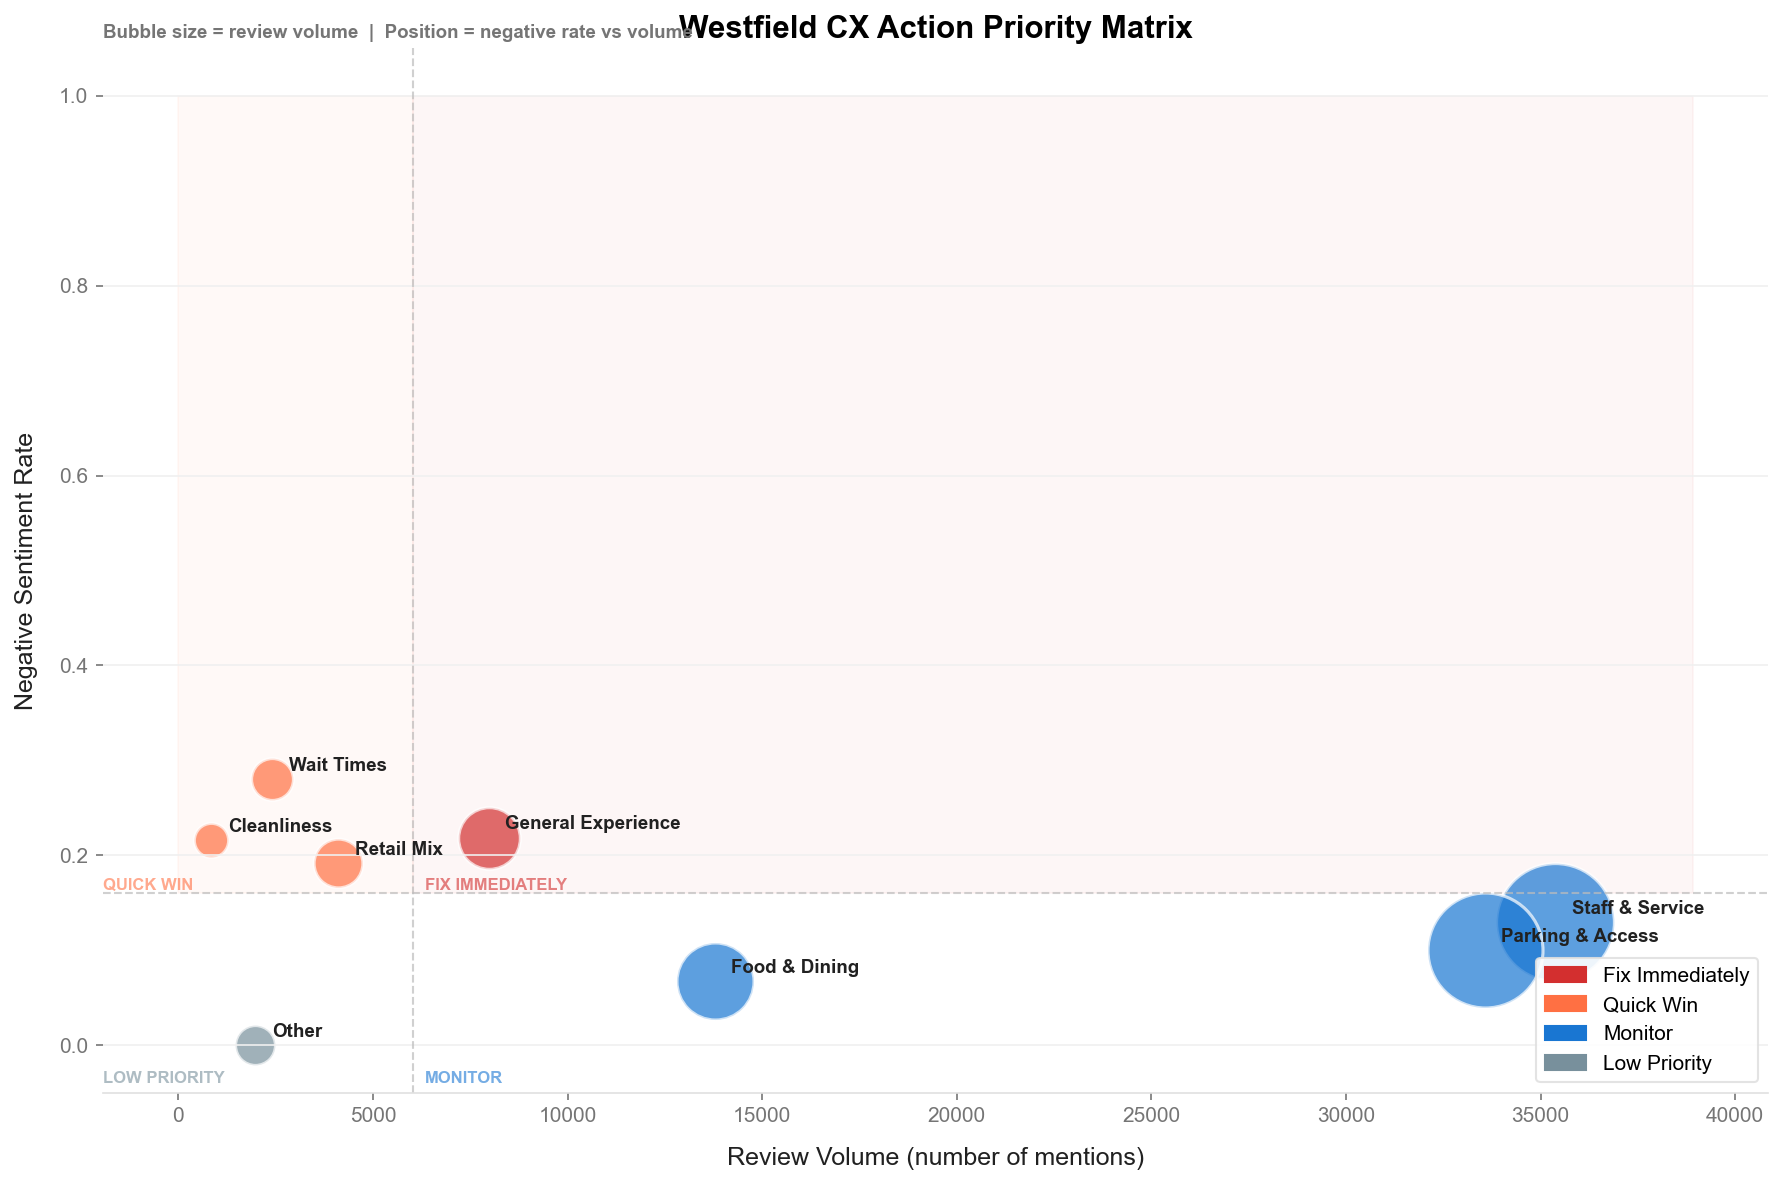 Westfield CX Action Priority Matrix
Bubble size = review volume | Position = negative rate vs volume
1.0
0.8
0.6
0.4
0.2
0.0
Negative Sentiment Rate
Wait Times
Cleanliness
General Experience
Retail Mix
QUICK WIN
FIX IMMEDIATELY
Staff & Service
Parking & Access
Food & Dining
Other
LOW PRIORITY
MONITOR
Fix Immediately
Quick Win
Monitor
Low Priority
0 5000 10000 15000 20000 25000 30000 35000 40000
Review Volume (number of mentions)